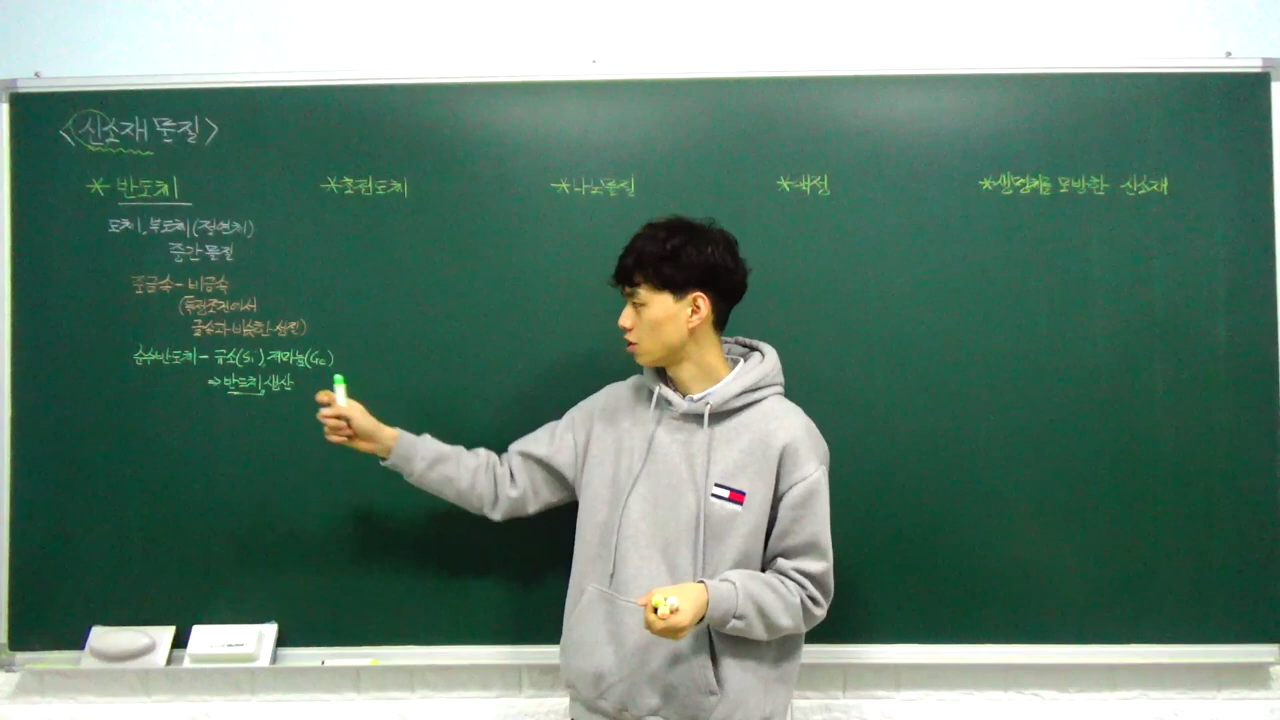 <신소재 물질>
* 반도체
도체, 부도체(절연체)
중간 물질
준금속 - 비금속
(특정조건에서
금속과 비슷한 성질)
순수반도체 - 규소(Si), 저마늄(Ge)
⇒ 반도체 생산
* 초전도체
* 나노물질
* 액정
* 생명체를 모방한 신소재